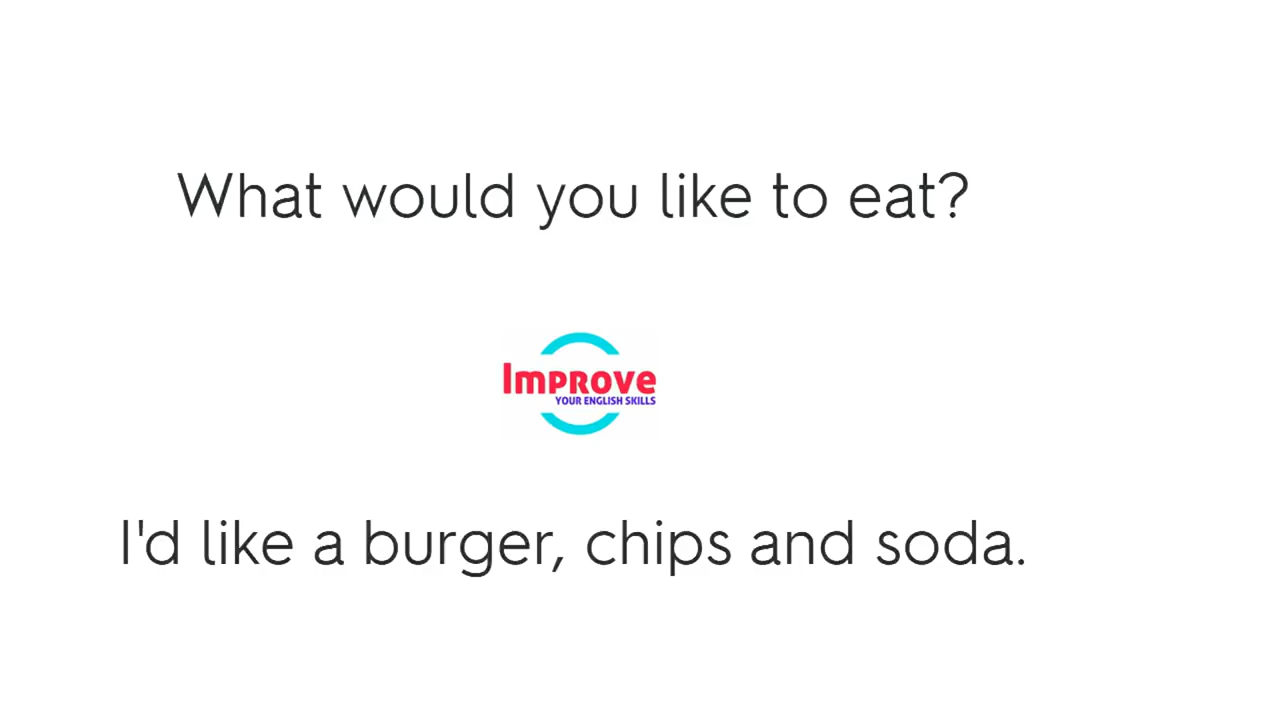 What would you like to eat?
Improve
YOUR ENGLISH SKILLS
I'd like a burger, chips and soda.